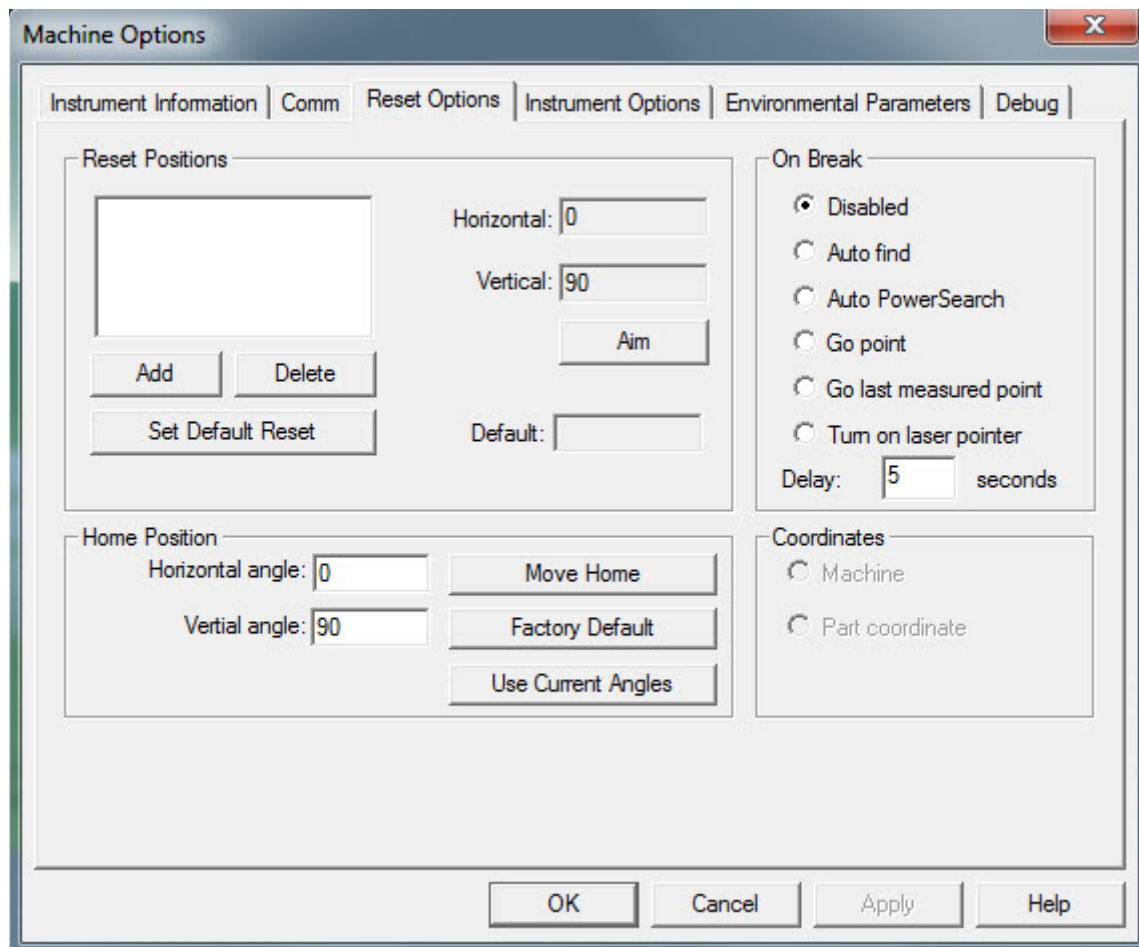 Machine Options
Instrument Information Comm Reset Options Instrument Options Environmental Parameters Debug
Reset Positions
Horizontal: 0
Vertical: 90
Aim
Add Delete
Set Default Reset
Default:
On Break
Disabled
Auto find
Auto PowerSearch
Go point
Go last measured point
Turn on laser pointer
Delay: 5 seconds
Home Position
Horizontal angle: 0
Move Home
Vertial angle: 90
Factory Default
Use Current Angles
Coordinates
Machine
Part coordinate
OK Cancel Apply Help